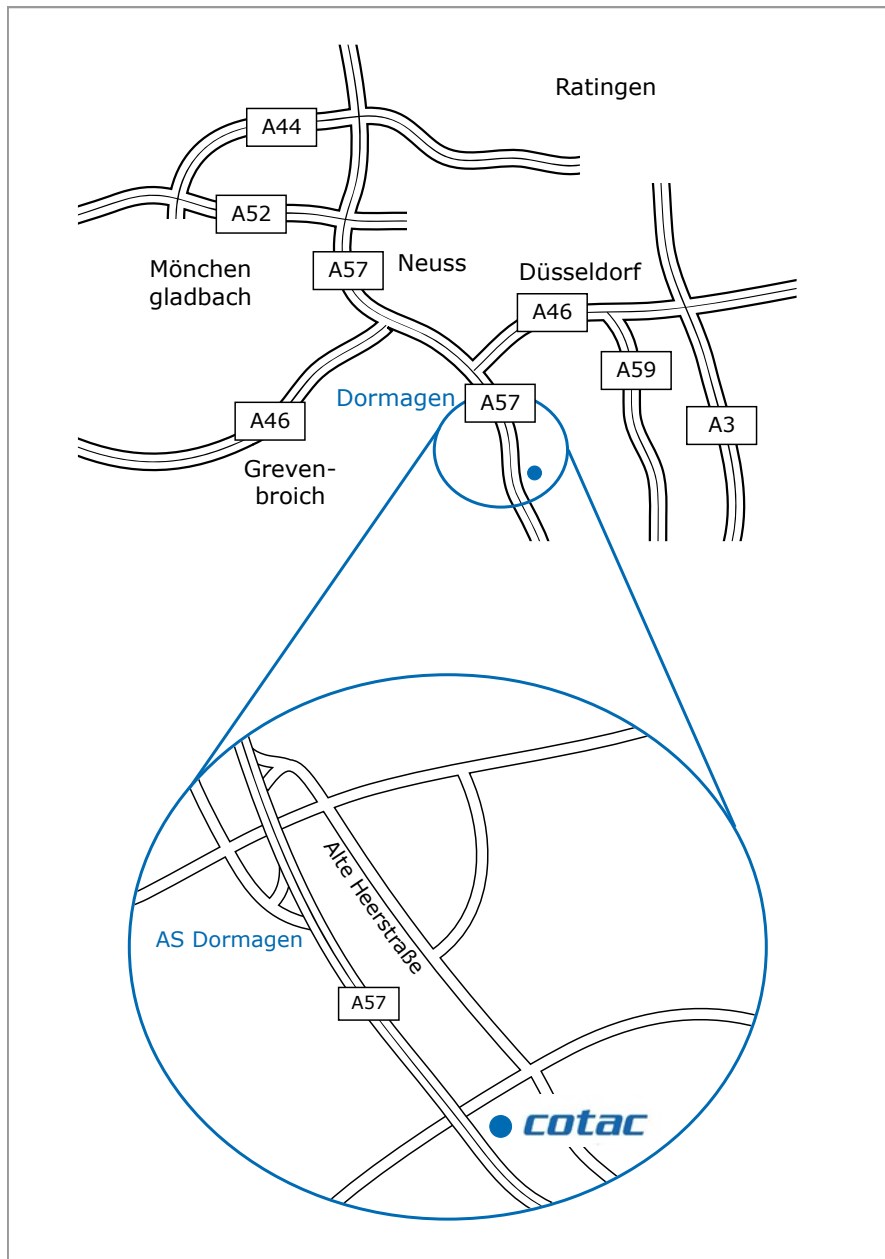 Ratingen
A44
A52
A57
Neuss
Mönchen
gladbach
Düsseldorf
A46
A59
Dormagen
A57
A46
A3
Greven-
broich
Alte Heerstraße
AS Dormagen
A57
cotac